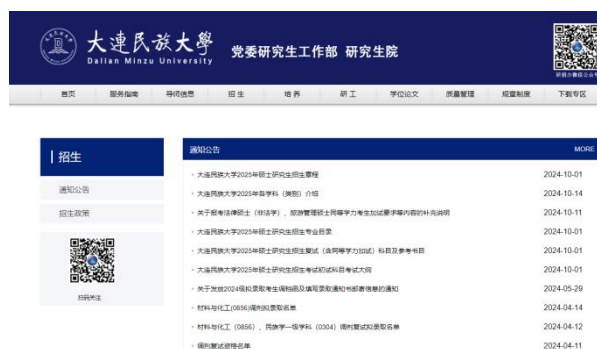 大連民族大學
Dalian Minzu University
党委研究生工作部 研究生院
首页 服务指南 导师信息 招生 培养 研工 学位论文 质量管理 规章制度 下载专区
招生
通知公告
招生政策
扫码关注
通知公告 MORE
大连民族大学2025年硕士研究生招生章程 2024-10-01
大连民族大学2025年各学科（类别）介绍 2024-10-14
关于报考法律硕士（非法学）、旅游管理硕士同等学力考生加试要求等内容的补充说明 2024-10-11
大连民族大学2025年硕士研究生招生专业目录 2024-10-01
大连民族大学2025年硕士研究生招生复试（含同等学力加试）科目及参考书目 2024-10-01
大连民族大学2025年硕士研究生招生考试初试科目考试大纲 2024-10-01
关于发放2024级拟录取考生调档函及填写录取通知书邮寄信息的通知 2024-05-29
材料与化工(0856)调剂拟录取名单 2024-04-14
材料与化工（0856）、民族学一级学科（0304）调剂复试拟录取名单 2024-04-12
调剂复试资格名单 2024-04-11